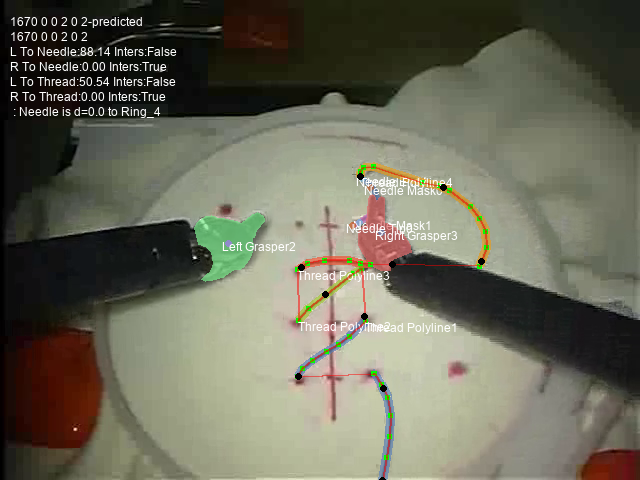 1670 0 0 2 0 2-predicted
1670 0 0 2 0 2
L To Needle:88.14 Inters:False
R To Needle:0.00 Inters:True
L To Thread:50.54 Inters:False
R To Thread:0.00 Inters:True
: Needle is d=0.0 to Ring_4
Thread Polyline4
Needle Mask0
Mask1
Needle
Right Grasper3
Left Grasper2
Thread Polyline3
Thread Polyline2
Thread Polyline1